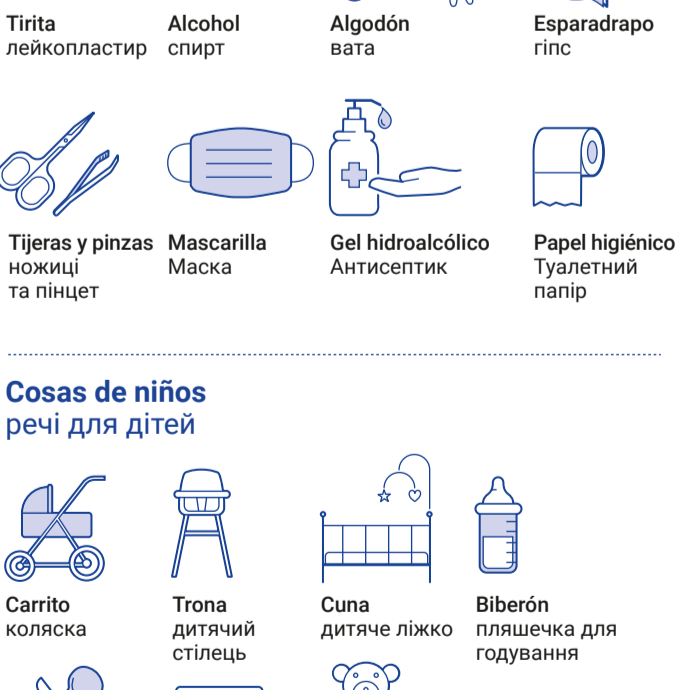 Tirita
лейкопластир
Alcohol
спирт
Algodón
вата
Esparadrapo
гіпс
Tijeras y pinzas
ножиці
та пінцет
Mascarilla
Маска
Gel hidroalcólico
Антисептик
Papel higiénico
Туалетний
папір
Cosas de niños
речі для дітей
Carrito
коляска
Trona
дитячий
стілець
Cuna
дитяче ліжко
Biberón
пляшечка для
годування